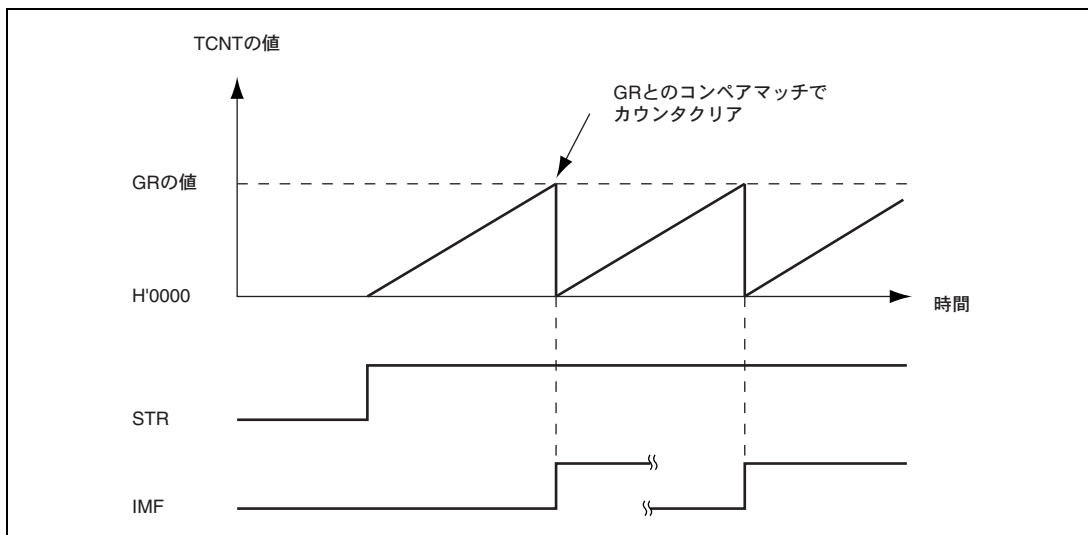 TCNTの値
GRとのコンペアマッチで
カウンタクリア
GRの値
H'0000
時間
STR
IMF